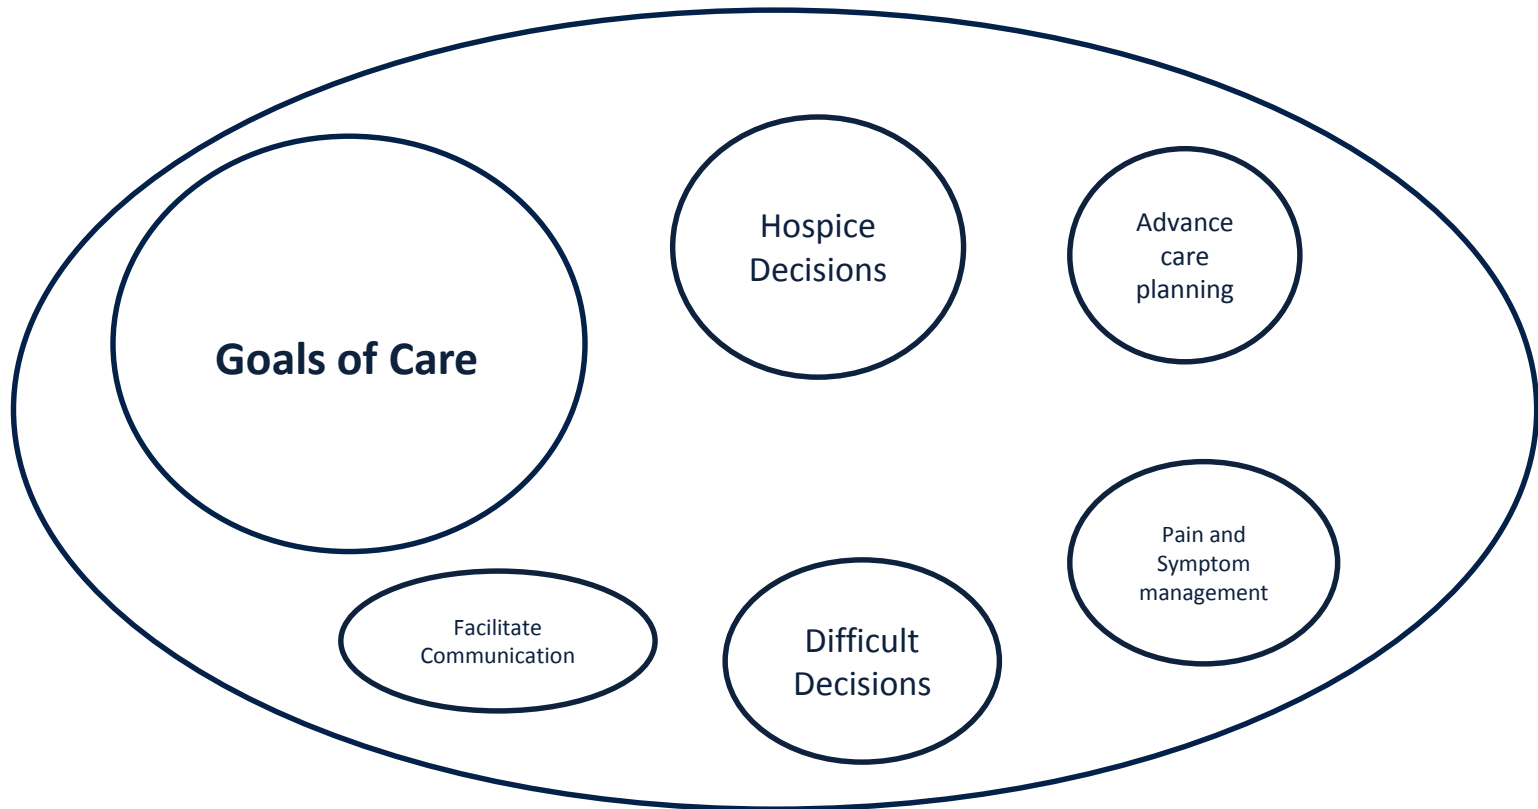 Goals of Care
Hospice
Decisions
Advance
care
planning
Facilitate
Communication
Difficult
Decisions
Pain and
Symptom
management